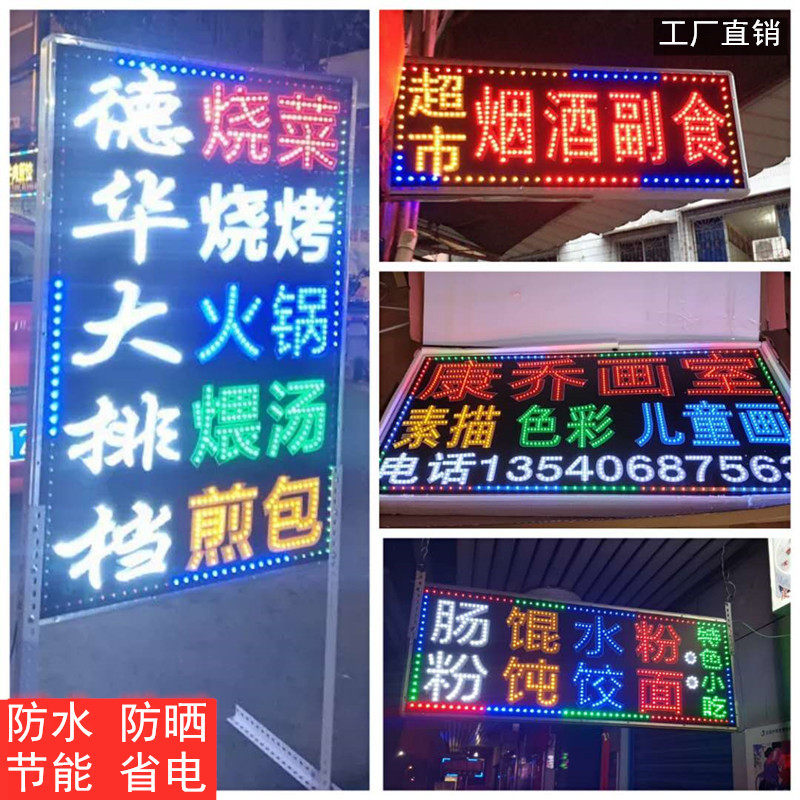 德华大排档
烧菜
烧烤
火锅
煨汤
煎包
防水 防晒
节能 省电
工厂直销
超市
烟酒副食
康养画室
素描 色彩 儿童画
电话13540687563
肠粉
馄饨
水饺
粉面
特色小吃